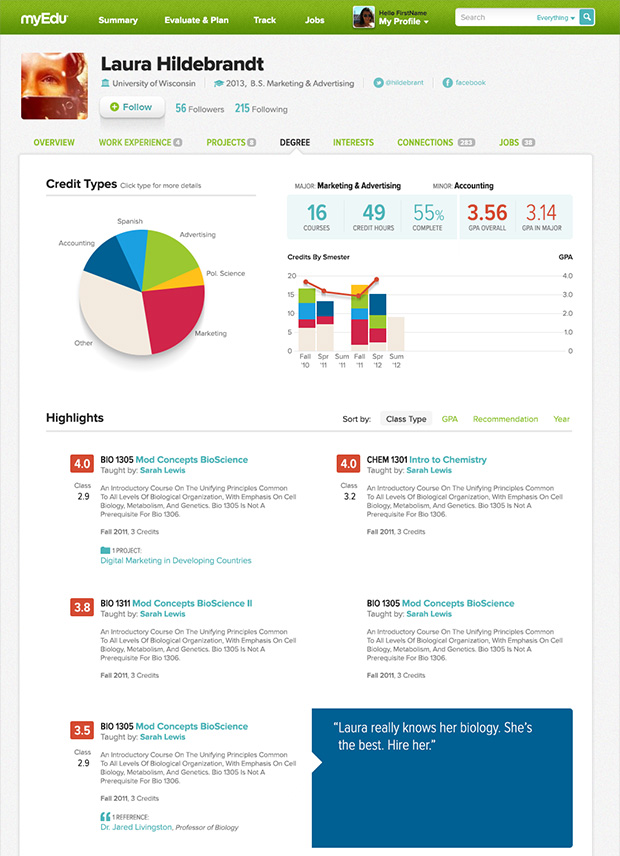 myEdu Summary Evaluate & Plan Track Jobs Hello FirstName My Profile Search Everything
Laura Hildebrandt
University of Wisconsin 2013, B.S. Marketing & Advertising @hildebrant facebook
Follow 56 Followers 215 Following
OVERVIEW WORK EXPERIENCE 4 PROJECTS 8 DEGREE INTERESTS CONNECTIONS 283 JOBS 38
Credit Types Click type for more details
Spanish
Advertising
Accounting
Pol. Science
Marketing
Other
MAJOR: Marketing & Advertising MINOR: Accounting
16 49 55% 3.56 3.14
COURSES CREDIT HOURS COMPLETE GPA OVERALL GPA IN MAJOR
Credits By Smester GPA
20 4.0
15 3.0
10 2.0
5 1.0
0 0
Fall Spr Sum Fall Spr Sum
'10 '11 '11 '11 '12 '12
Highlights
Sort by: Class Type GPA Recommendation Year
4.0 BIO 1305 Mod Concepts BioScience
Taught by: Sarah Lewis
Class
2.9
An Introductory Course On The Unifying Principles Common
To All Levels Of Biological Organization, With Emphasis On Cell
Biology, Metabolism, And Genetics. Bio 1305 Is Not A
Prerequisite For Bio 1306.
Fall 2011, 3 Credits
1 PROJECT:
Digital Marketing in Developing Countries
4.0 CHEM 1301 Intro to Chemistry
Taught by: Sarah Lewis
Class
3.2
An Introductory Course On The Unifying Principles Common
To All Levels Of Biological Organization, With Emphasis On Cell
Biology, Metabolism, And Genetics. Bio 1305 Is Not A
Prerequisite For Bio 1306.
Fall 2011, 3 Credits
3.8 BIO 1311 Mod Concepts BioScience II
Taught by: Sarah Lewis
An Introductory Course On The Unifying Principles Common
To All Levels Of Biological Organization, With Emphasis On Cell
Biology, Metabolism, And Genetics. Bio 1305 Is Not A
Prerequisite For Bio 1306.
Fall 2011, 3 Credits
BIO 1305 Mod Concepts BioScience
Taught by: Sarah Lewis
An Introductory Course On The Unifying Principles Common
To All Levels Of Biological Organization, With Emphasis On Cell
Biology, Metabolism, And Genetics. Bio 1305 Is Not A
Prerequisite For Bio 1306.
Fall 2011, 3 Credits
3.5 BIO 1305 Mod Concepts BioScience
Taught by: Sarah Lewis
Class
2.9
An Introductory Course On The Unifying Principles Common
To All Levels Of Biological Organization, With Emphasis On Cell
Biology, Metabolism, And Genetics. Bio 1305 Is Not A
Prerequisite For Bio 1306.
Fall 2011, 3 Credits
1 REFERENCE:
Dr. Jared Livingston, Professor of Biology
“Laura really knows her biology. She’s
the best. Hire her.”